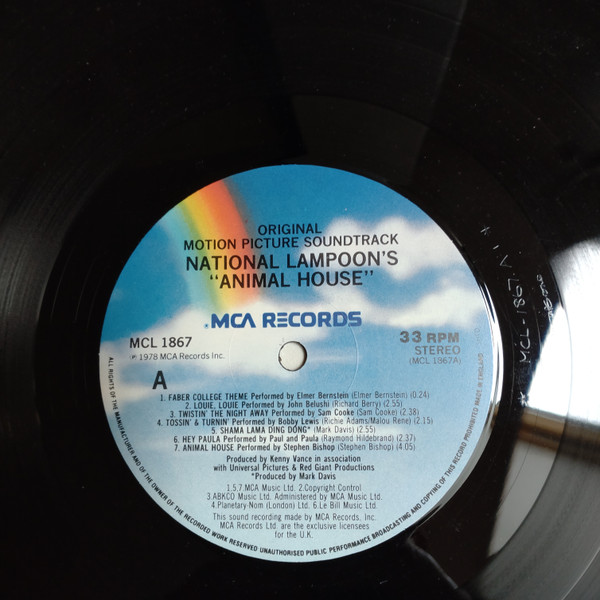 ORIGINAL
MOTION PICTURE SOUNDTRACK
NATIONAL LAMPOON'S
"ANIMAL HOUSE"
MCA RECORDS
MCL 1867
℗ 1978 MCA Records Inc.
33 RPM
STEREO
(MCL 1967A)
A
1. FABER COLLEGE THEME Performed by Elmer Bernstein (Elmer Bernstein) (0.24)
2. LOUIE, LOUIE Performed by John Belushi (Richard Berry) (2.55)
3. TWISTIN' THE NIGHT AWAY Performed by Sam Cooke (Sam Cooke) (2.38)
4. TOSSIN' & TURNIN' Performed by Bobby Lewis (Richie Adams/Malou Rene) (2.15)
5. SHAMA LAMA DING DONG* (Mark Davis) (2.55)
6. HEY PAULA Performed by Paul and Paula (Raymond Hildebrand) (2.37)
7. ANIMAL HOUSE Performed by Stephen Bishop (Stephen Bishop) (4.05)
Produced by Kenny Vance in association
with Universal Pictures & Red Giant Productions
*Produced by Mark Davis
1.5.7. MCA Music Ltd. 2.Copyright Control
3.ABKCO Music Ltd. Administered by MCA Music Ltd.
4.Planetary-Nom (London) Ltd. 6.Le Bill Music Ltd.
This sound recording made by MCA Records, Inc.
MCA Records Ltd. are the exclusive licensees
for the U.K.
ALL RIGHTS OF THE MANUFACTURER AND OF THE OWNER OF THE RECORDED WORK RESERVED UNAUTHORISED PUBLIC PERFORMANCE BROADCASTING AND COPYING OF THIS RECORD PROHIBITED MADE IN ENGLAND
MCL-1867 A